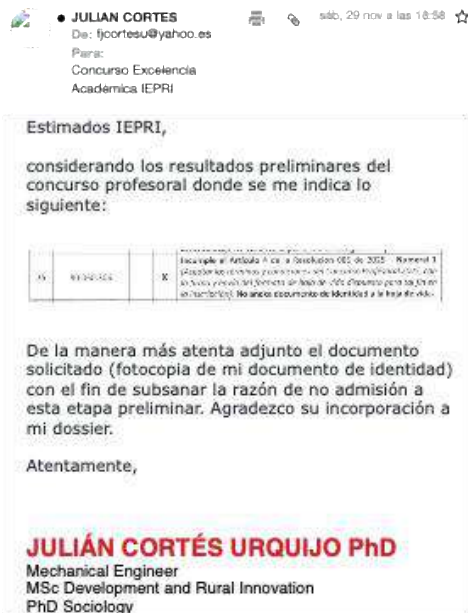 JULIAN CORTES
sáb, 29 nov a las 18:58
De: fjcortesu@yahoo.es
Para:
Concurso Excelencia
Académica IEPRI
Estimados IEPRI,
considerando los resultados preliminares del
concurso profesoral donde se me indica lo
siguiente:
X
Incumple el Artículo 4 de la Resolución 001 de 2025 - Numeral 1
No anexa documento de identidad a la hoja de vida.
De la manera más atenta adjunto el documento
solicitado (fotocopia de mi documento de identidad)
con el fin de subsanar la razón de no admisión a
esta etapa preliminar. Agradezco su incorporación a
mi dossier.
Atentamente,
JULIÁN CORTÉS URQUIJO PhD
Mechanical Engineer
MSc Development and Rural Innovation
PhD Sociology